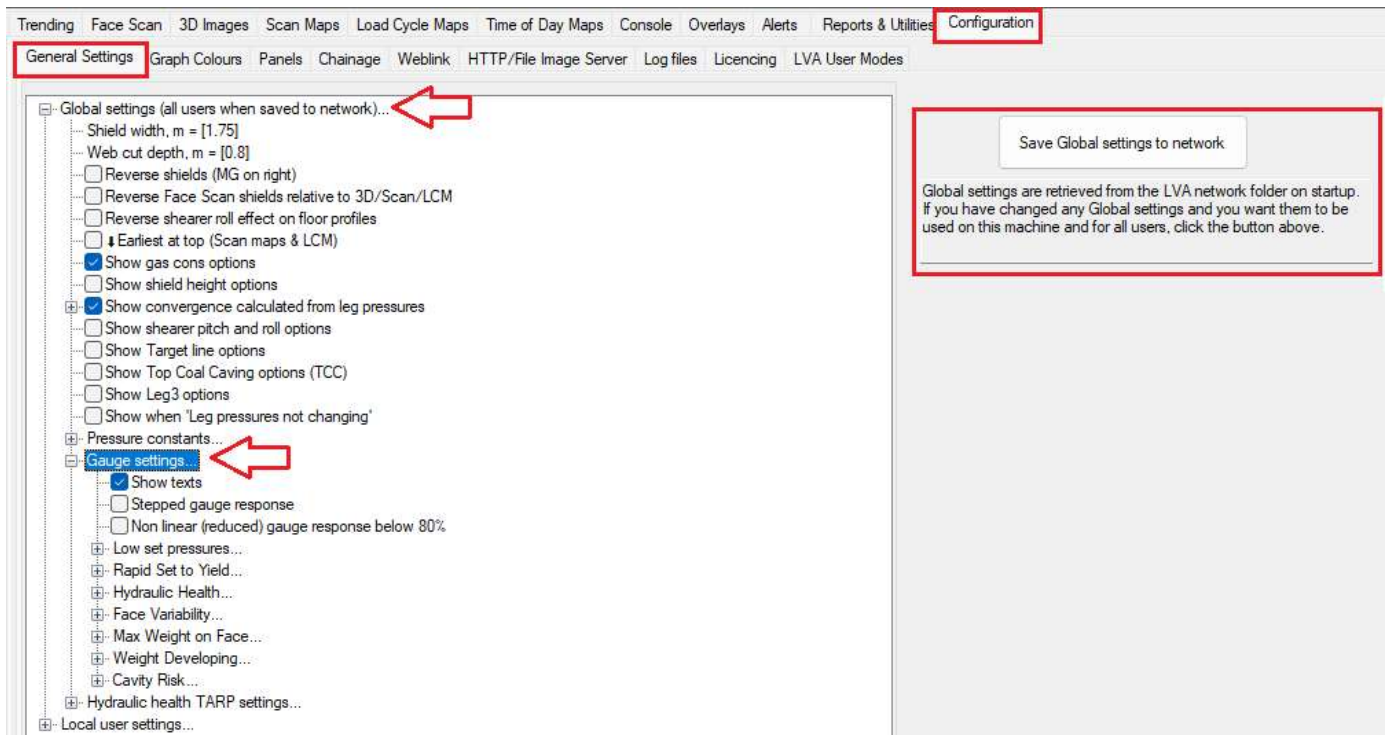 Trending Face Scan 3D Images Scan Maps Load Cycle Maps Time of Day Maps Console Overlays Alerts Reports & Utilities Configuration
General Settings Graph Colours Panels Chainage Weblink HTTP/File Image Server Log files Licencing LVA User Modes
Global settings (all users when saved to network)...
Shield width, m = [1.75]
Web cut depth, m = [0.8]
Reverse shields (MG on right)
Reverse Face Scan shields relative to 3D/Scan/LCM
Reverse shearer roll effect on floor profiles
⬇Earliest at top (Scan maps & LCM)
Show gas cons options
Show shield height options
Show convergence calculated from leg pressures
Show shearer pitch and roll options
Show Target line options
Show Top Coal Caving options (TCC)
Show Leg3 options
Show when 'Leg pressures not changing'
Pressure constants...
Gauge settings...
Show texts
Stepped gauge response
Non linear (reduced) gauge response below 80%
Low set pressures...
Rapid Set to Yield...
Hydraulic Health...
Face Variability...
Max Weight on Face...
Weight Developing...
Cavity Risk...
Hydraulic health TARP settings...
Local user settings...
Save Global settings to network
Global settings are retrieved from the LVA network folder on startup.
If you have changed any Global settings and you want them to be
used on this machine and for all users, click the button above.